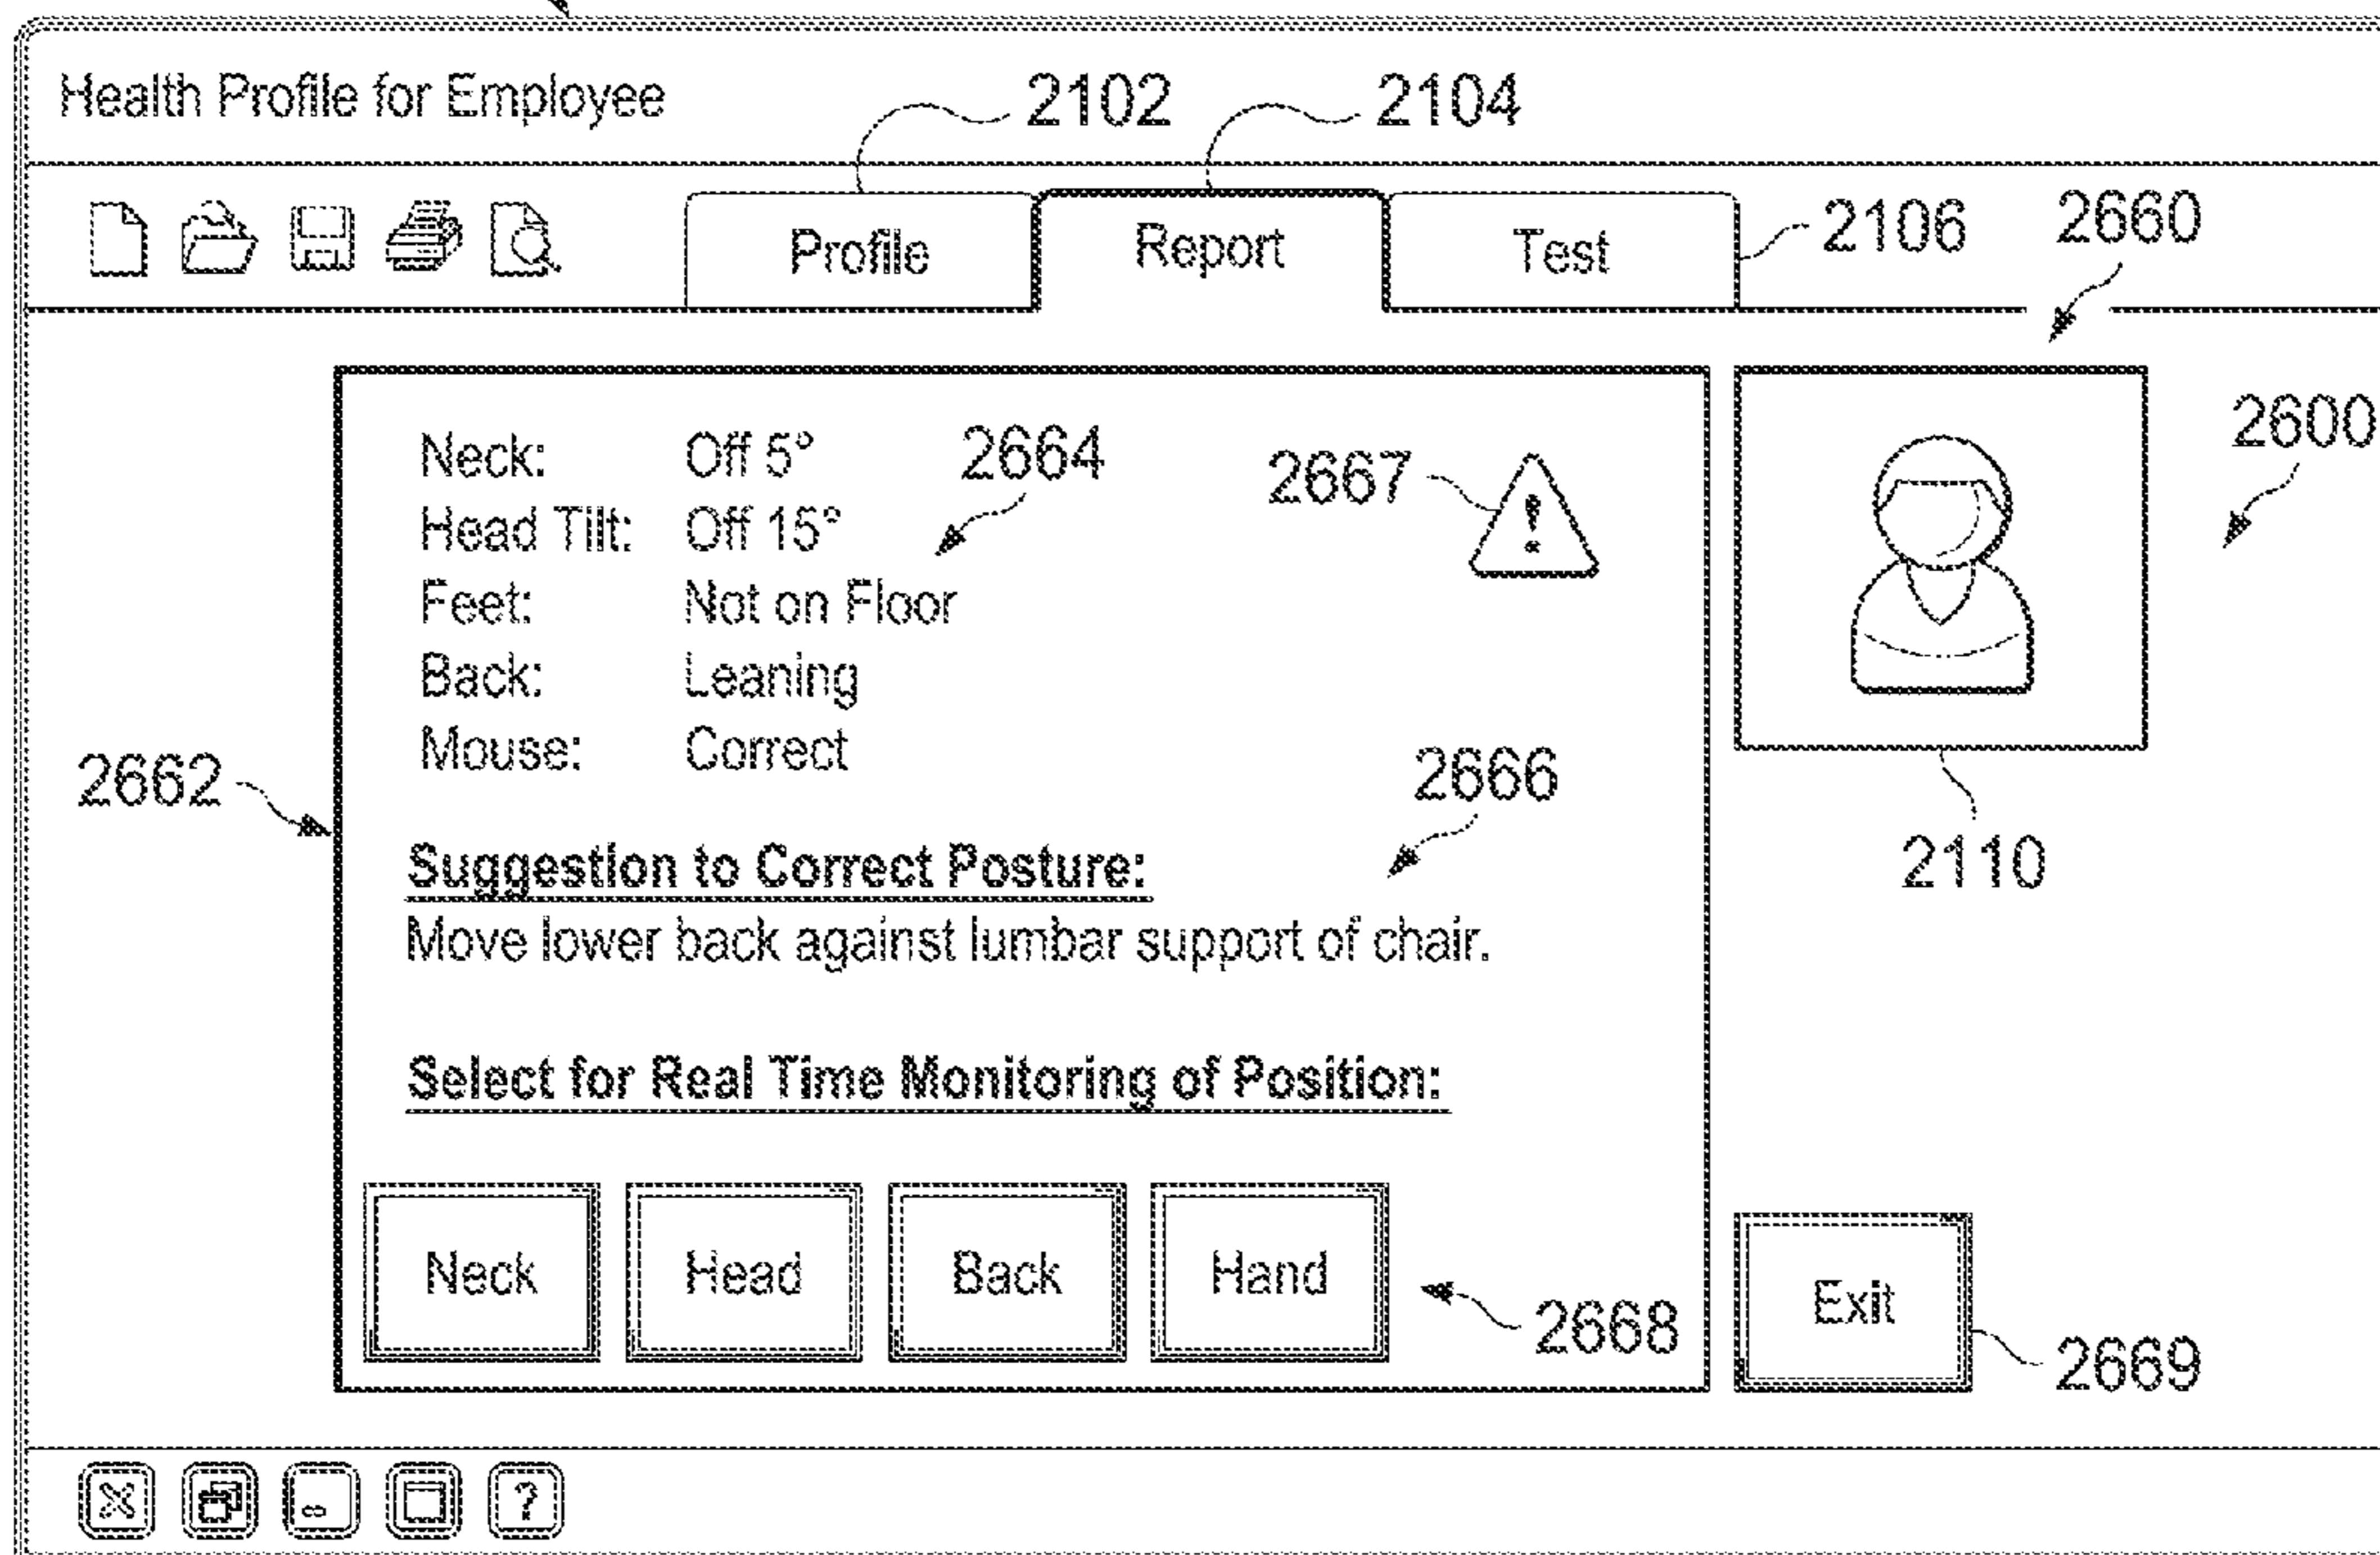 Health Profile for Employee
2102
2104
Profile
Report
Test
2106
2660
2600
Neck: Off 5°
2664
2667
!
Head Tilt: Off 15°
Feet: Not on Floor
Back: Leaning
Mouse: Correct
2662
2666
2110
Suggestion to Correct Posture:
Move lower back against lumbar support of chair.
Select for Real Time Monitoring of Position:
Neck
Head
Back
Hand
2668
Exit
2669
?